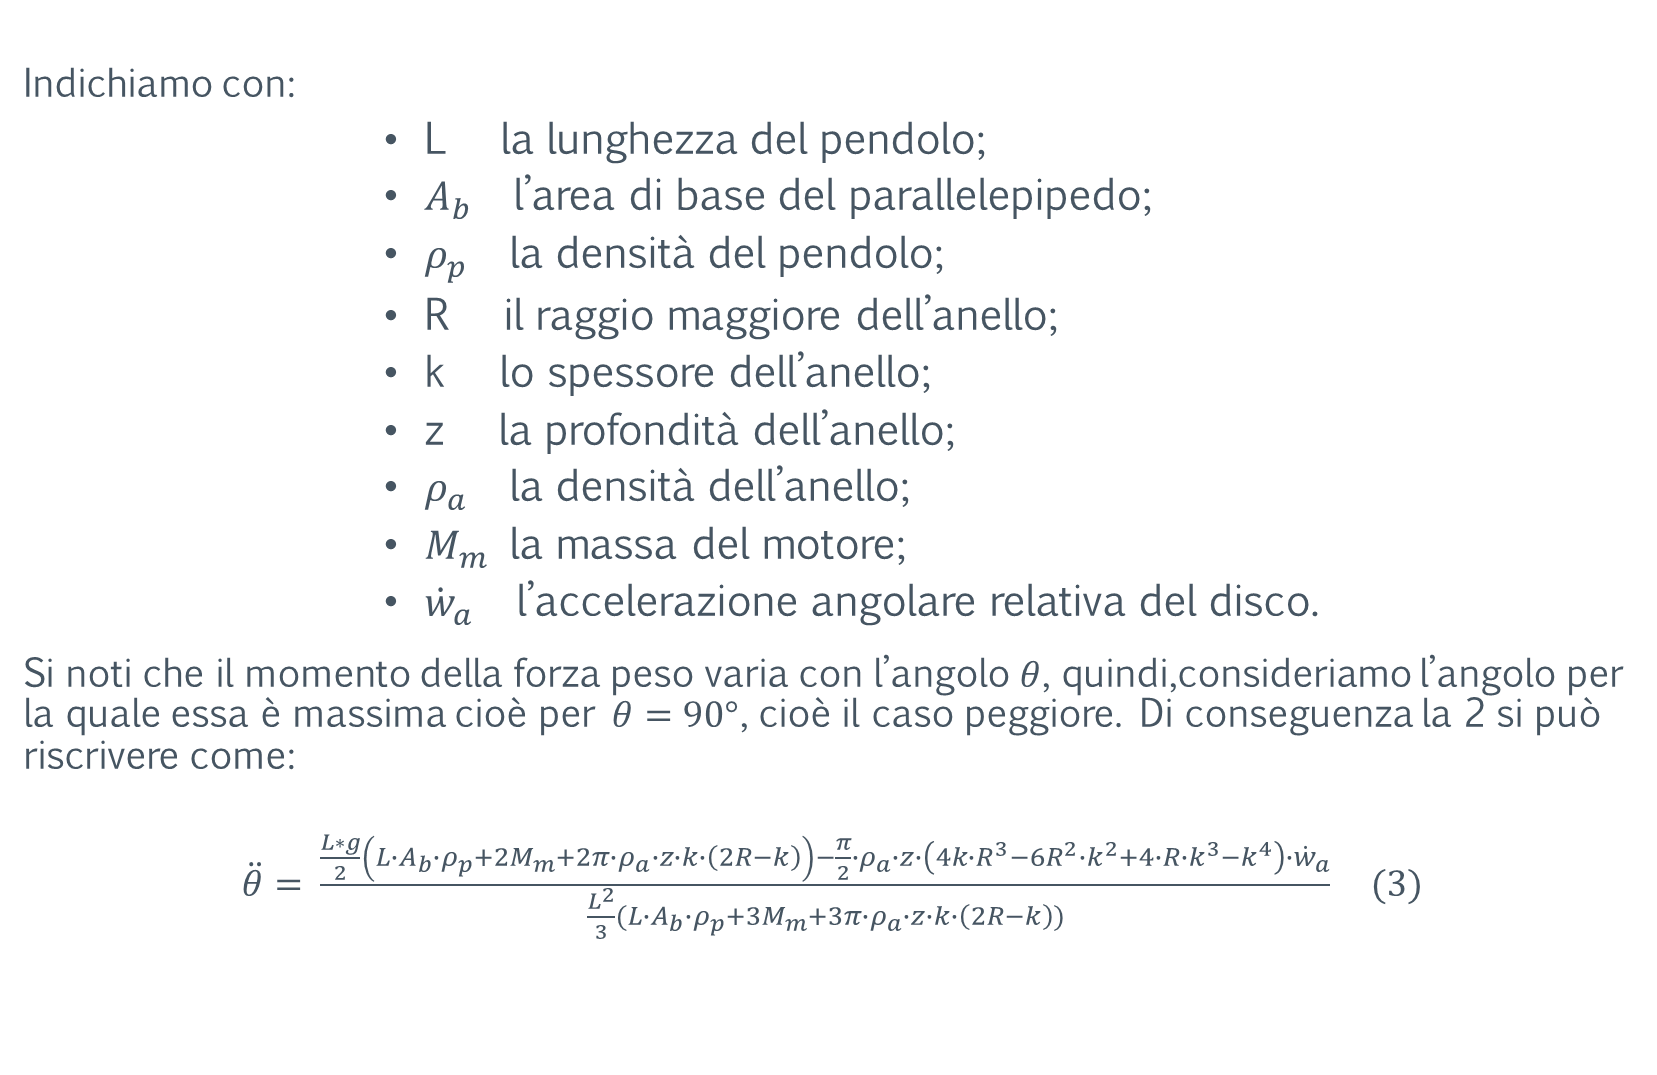 Indichiamo con:
• L la lunghezza del pendolo;
• A_b l’area di base del parallelepipedo;
• ρ_p la densità del pendolo;
• R il raggio maggiore dell’anello;
• k lo spessore dell’anello;
• z la profondità dell’anello;
• ρ_a la densità dell’anello;
• M_m la massa del motore;
• ẇ_a l’accelerazione angolare relativa del disco.
Si noti che il momento della forza peso varia con l’angolo θ, quindi,consideriamo l’angolo per
la quale essa è massima cioè per θ = 90°, cioè il caso peggiore. Di conseguenza la 2 si può
riscrivere come:
θ̈ = \frac{\frac{L*g}{2}(L·A_b·ρ_p+2M_m+2π·ρ_a·z·k·(2R−k))−\frac{π}{2}·ρ_a·z·(4k·R^3−6R^2·k^2+4·R·k^3−k^4)·ẇ_a}{\frac{L^2}{3}(L·A_b·ρ_p+3M_m+3π·ρ_a·z·k·(2R−k))} (3)